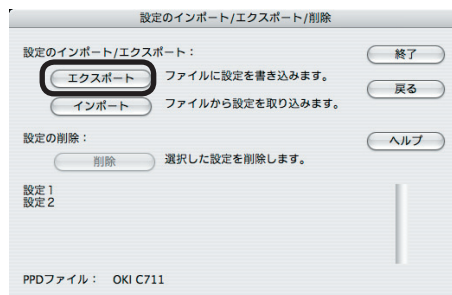 設定のインポート/エクスポート/削除
設定のインポート/エクスポート：
終了
エクスポート ファイルに設定を書き込みます。
戻る
インポート ファイルから設定を取り込みます。
設定の削除：
ヘルプ
削除 選択した設定を削除します。
設定1
設定2
PPDファイル： OKI C711